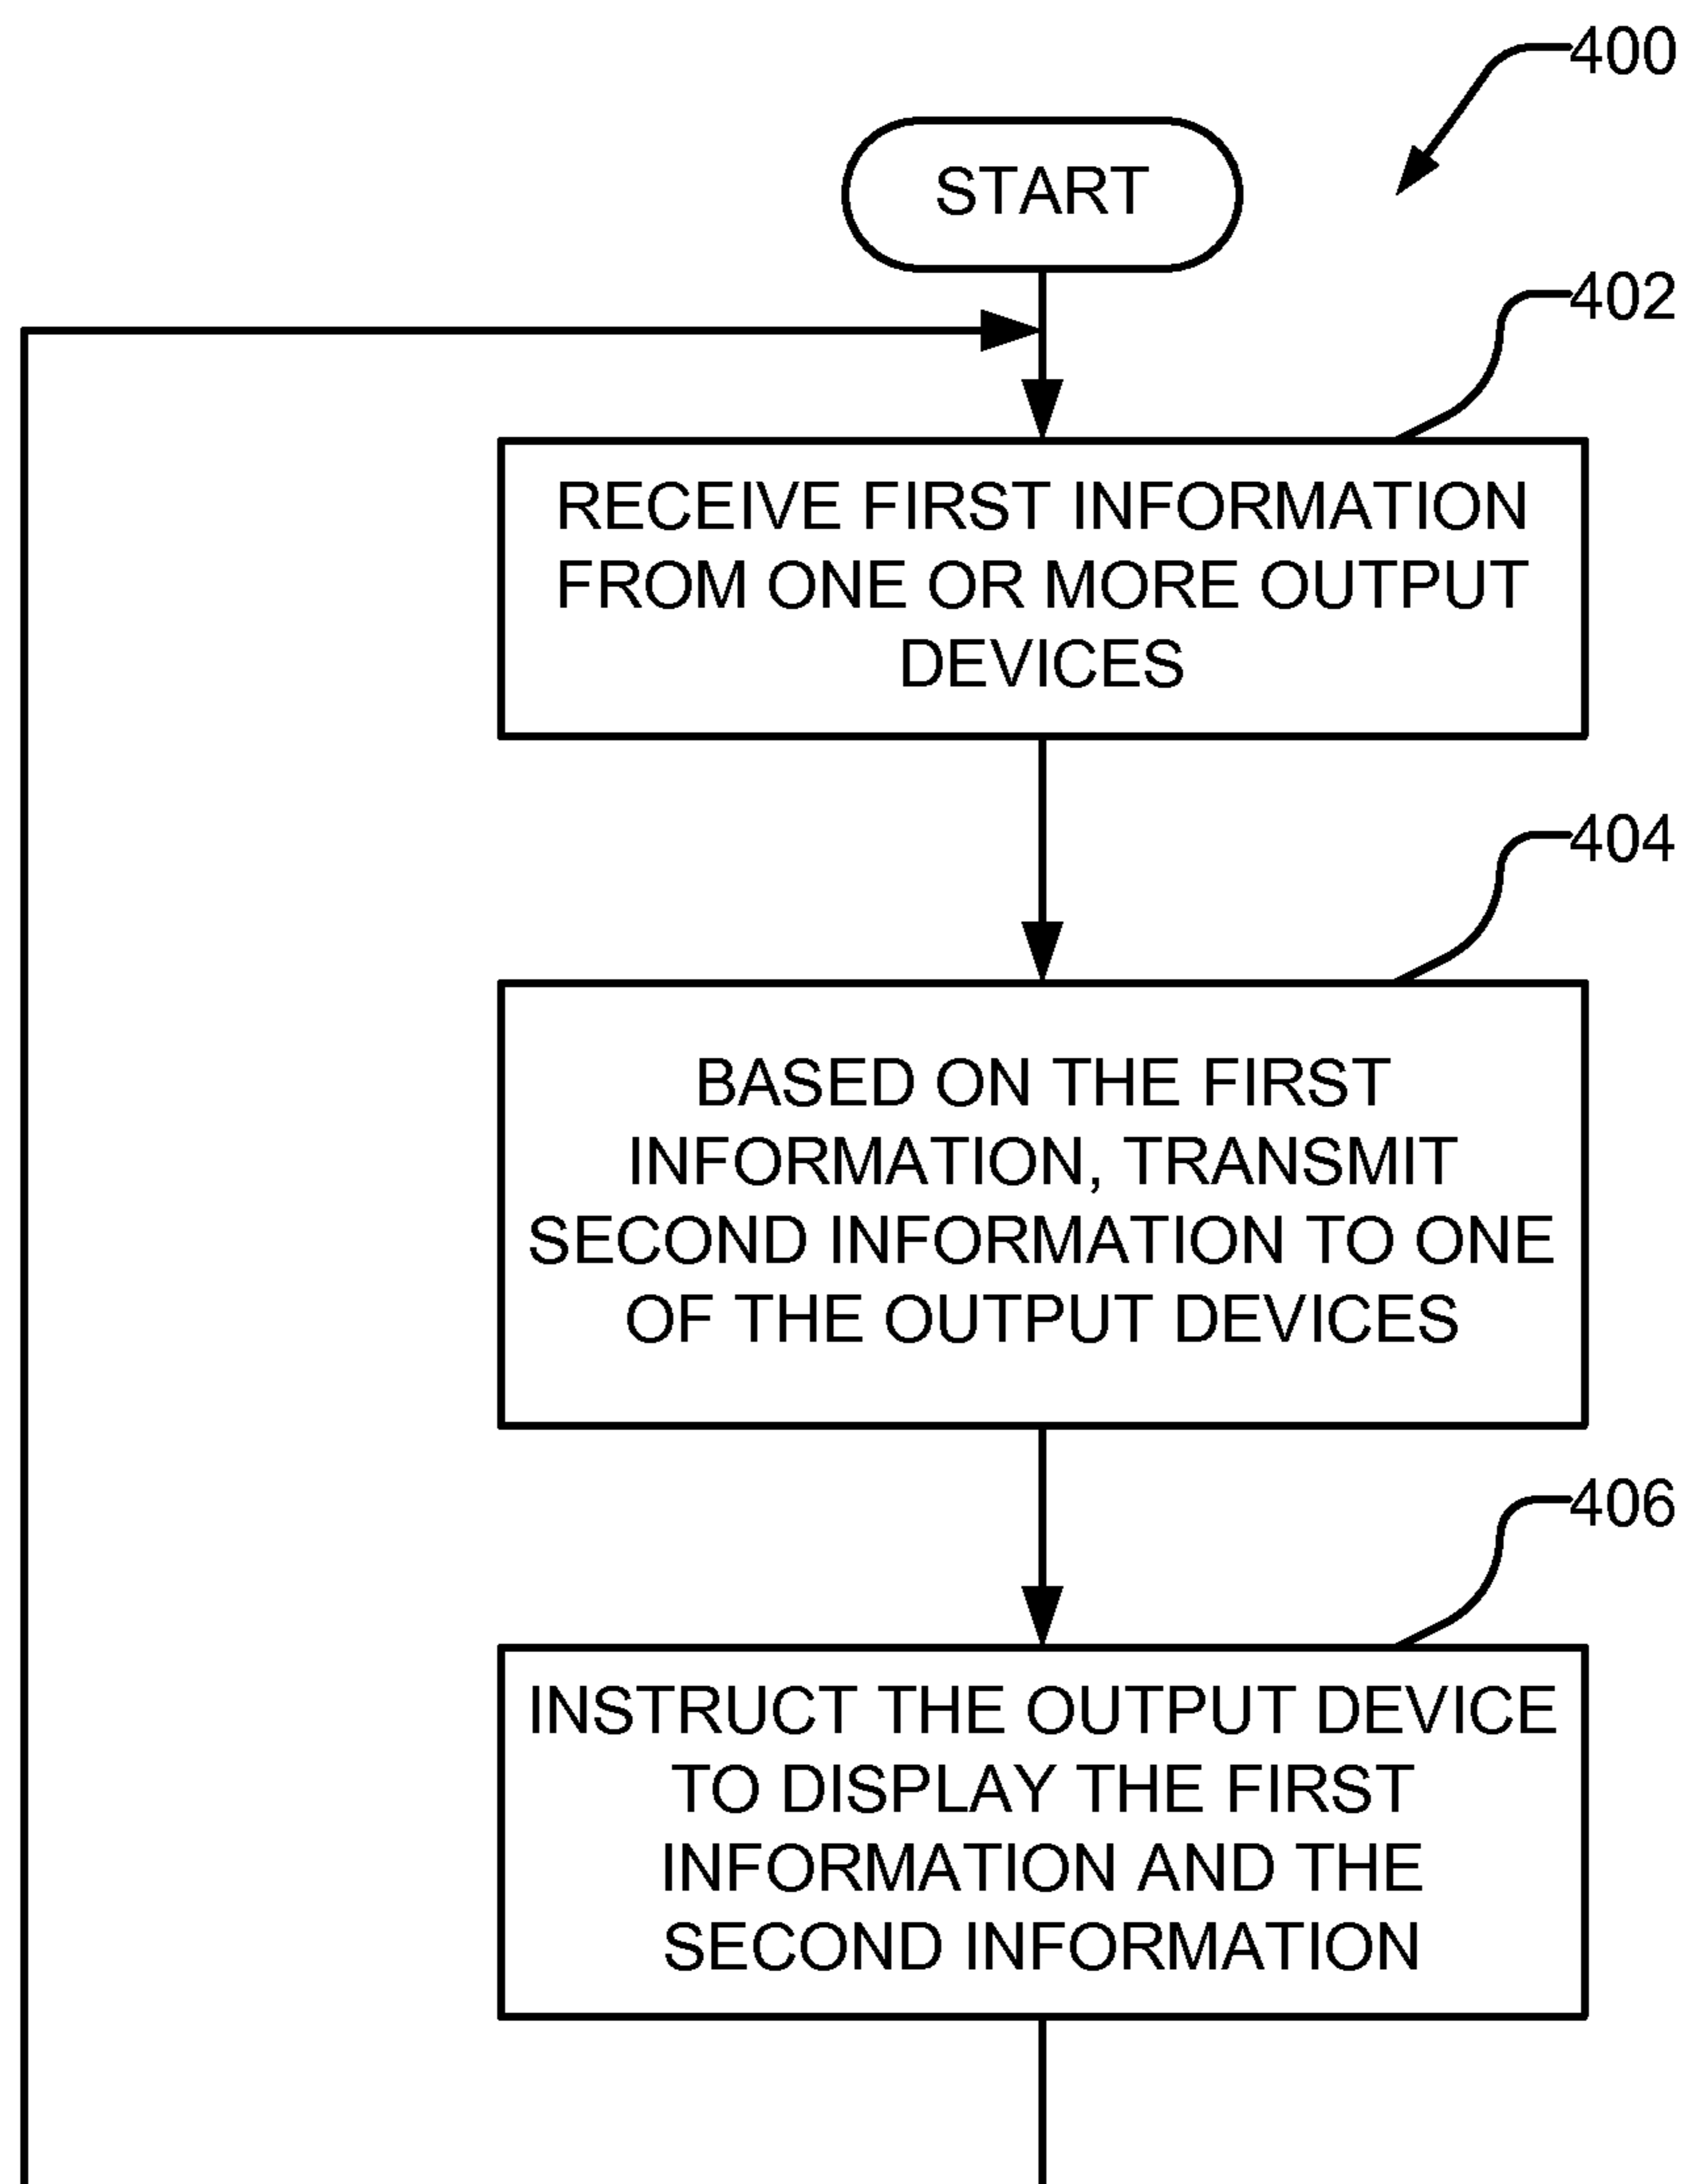 400
START
402
RECEIVE FIRST INFORMATION
FROM ONE OR MORE OUTPUT
DEVICES
404
BASED ON THE FIRST
INFORMATION, TRANSMIT
SECOND INFORMATION TO ONE
OF THE OUTPUT DEVICES
406
INSTRUCT THE OUTPUT DEVICE
TO DISPLAY THE FIRST
INFORMATION AND THE
SECOND INFORMATION